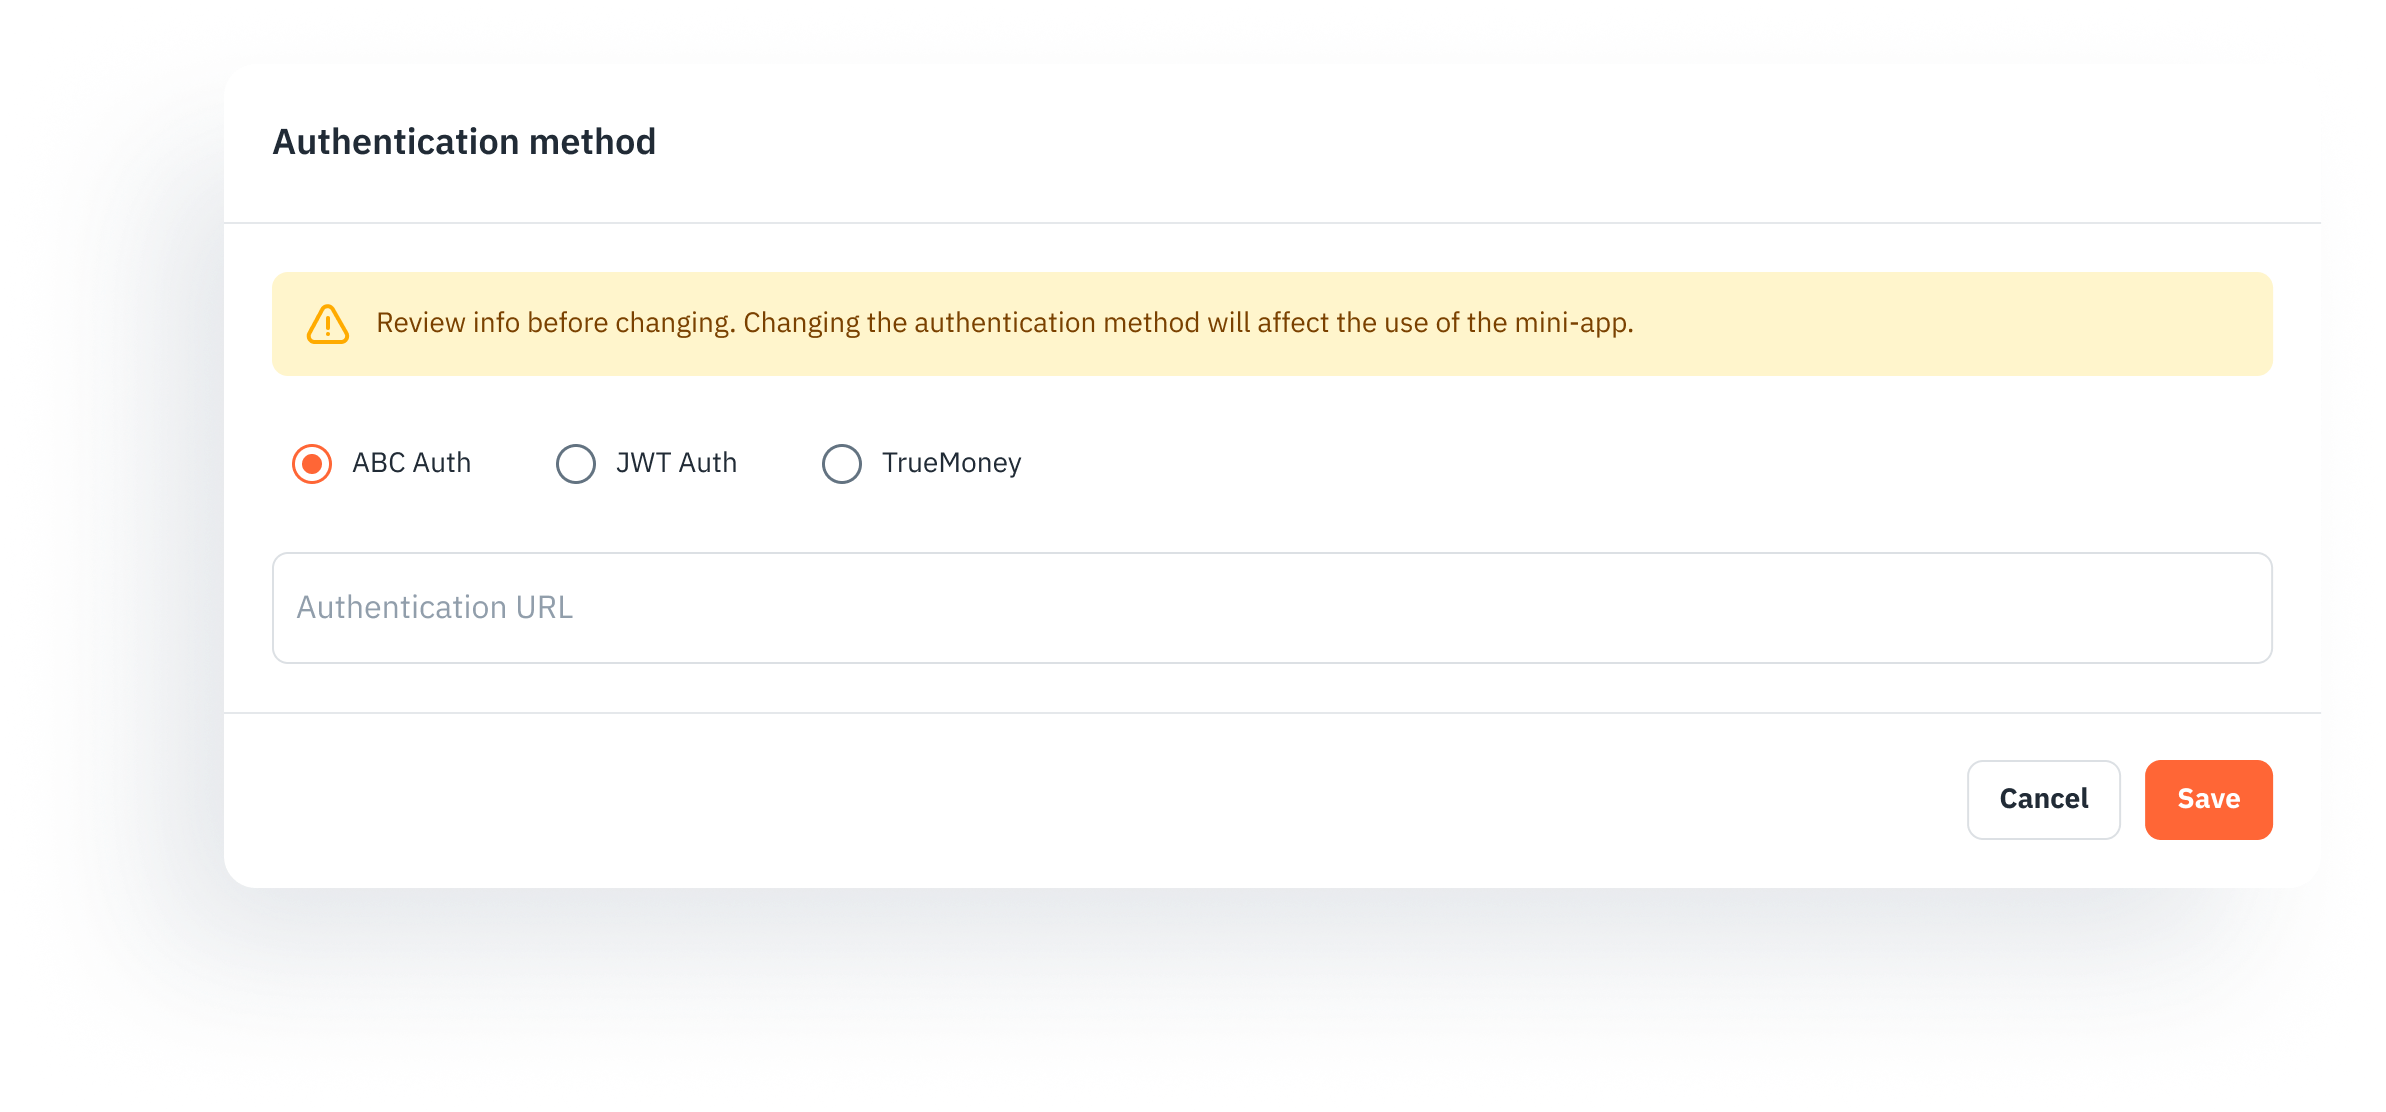 Authentication method
Review info before changing. Changing the authentication method will affect the use of the mini-app.
ABC Auth JWT Auth TrueMoney
Authentication URL
Cancel Save